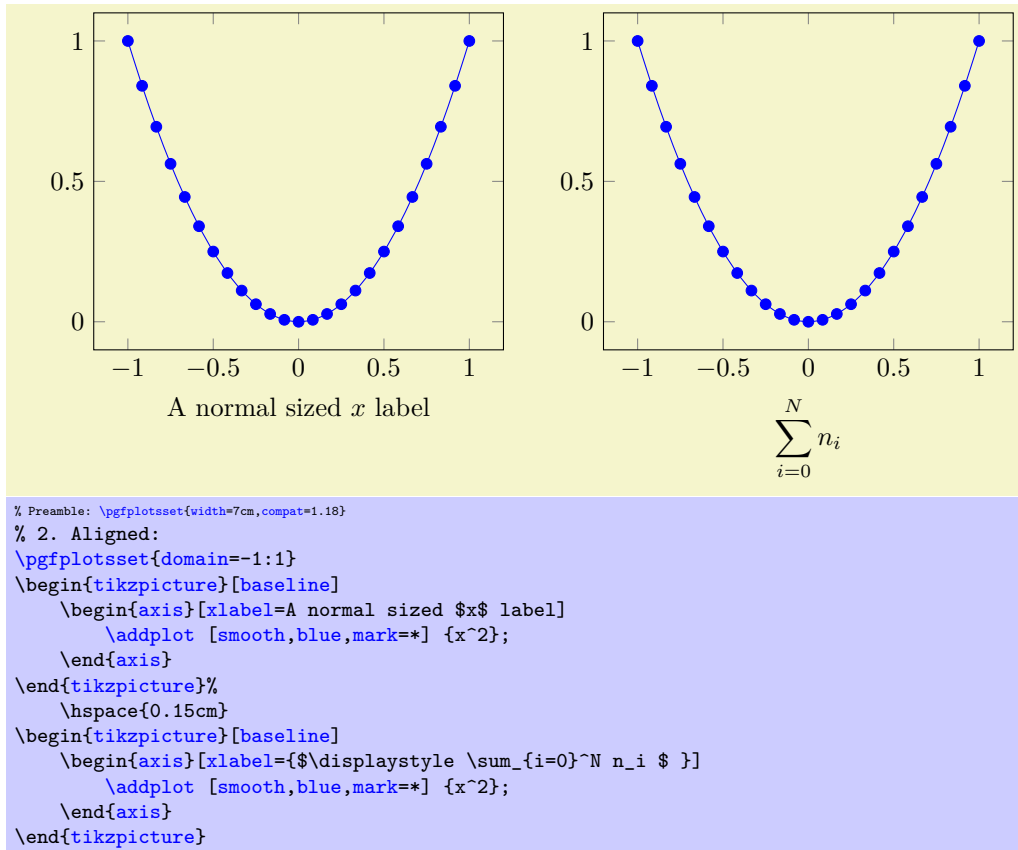 1
0.5
0
−1 −0.5 0 0.5 1
A normal sized x label
1
0.5
0
−1 −0.5 0 0.5 1
N
∑ n_i
i=0
% Preamble: \pgfplotsset{width=7cm,compat=1.18}
% 2. Aligned:
\pgfplotsset{domain=-1:1}
\begin{tikzpicture}[baseline]
    \begin{axis}[xlabel=A normal sized $x$ label]
        \addplot [smooth,blue,mark=*] {x^2};
    \end{axis}
\end{tikzpicture}%
    \hspace{0.15cm}
\begin{tikzpicture}[baseline]
    \begin{axis}[xlabel={$\displaystyle \sum_{i=0}^N n_i $ }]
        \addplot [smooth,blue,mark=*] {x^2};
    \end{axis}
\end{tikzpicture}